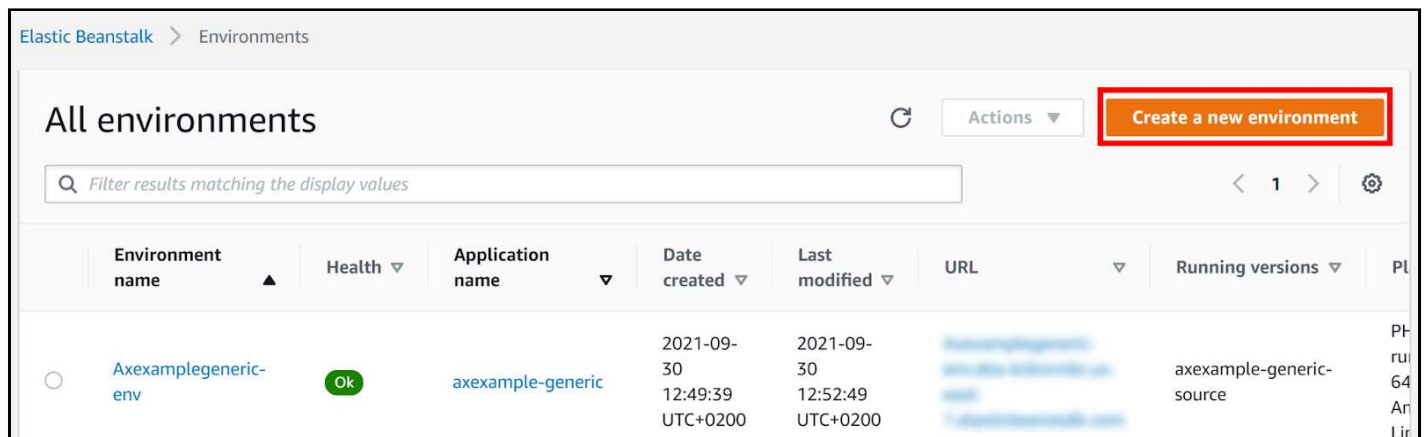 Elastic Beanstalk > Environments
All environments
Actions
Create a new environment
Filter results matching the display values
< 1 >
Environment name
Health
Application name
Date created
Last modified
URL
Running versions
Axexamplegeneric-
env
Ok
axexample-generic
2021-09-
30
12:49:39
UTC+0200
2021-09-
30
12:52:49
UTC+0200
axexample-generic-
source